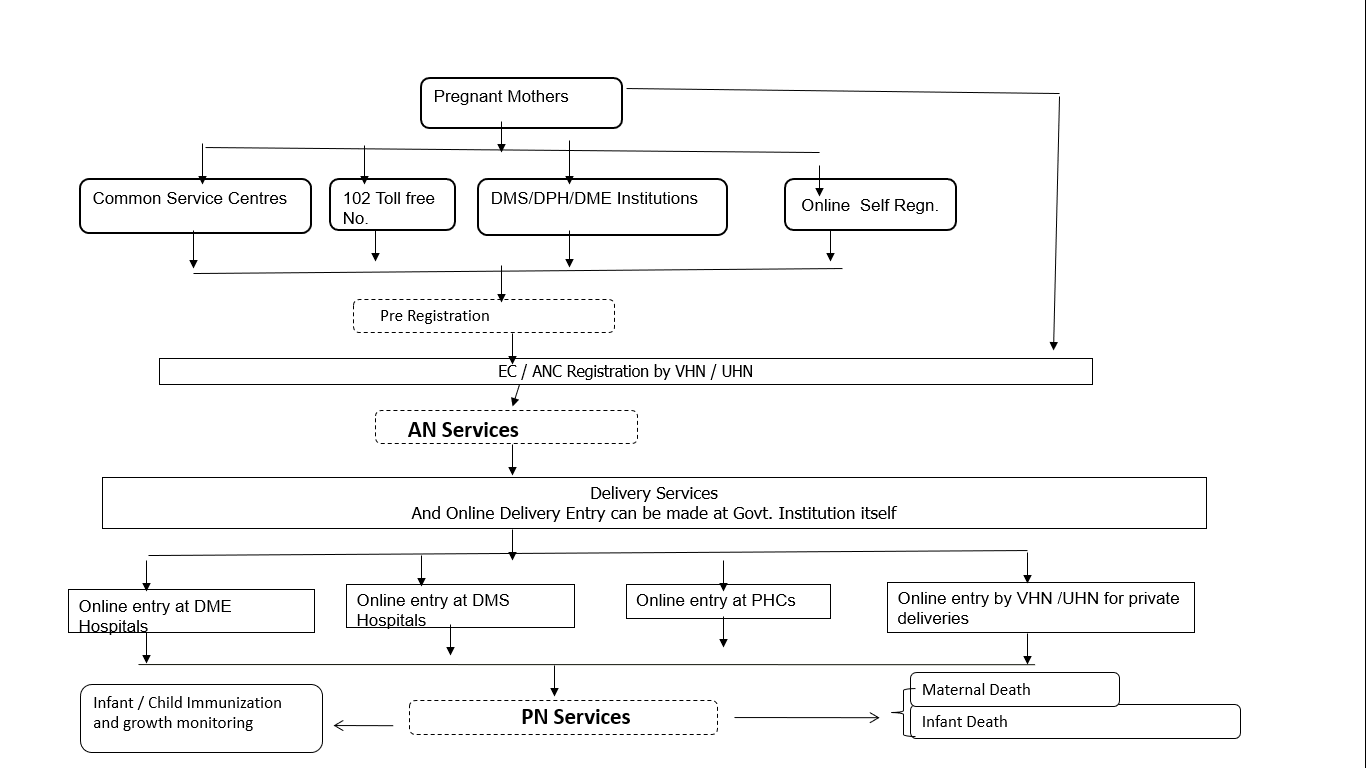 Pregnant Mothers
Common Service Centres
102 Toll free
No.
DMS/DPH/DME Institutions
Online  Self Regn.
Pre Registration
EC / ANC Registration by VHN / UHN
AN Services
Delivery Services
And Online Delivery Entry can be made at Govt. Institution itself
Online entry at DME
Hospitals
Online entry at DMS
Hospitals
Online entry at PHCs
Online entry by VHN /UHN for private
deliveries
Infant / Child Immunization
and growth monitoring
PN Services
Maternal Death
Infant Death